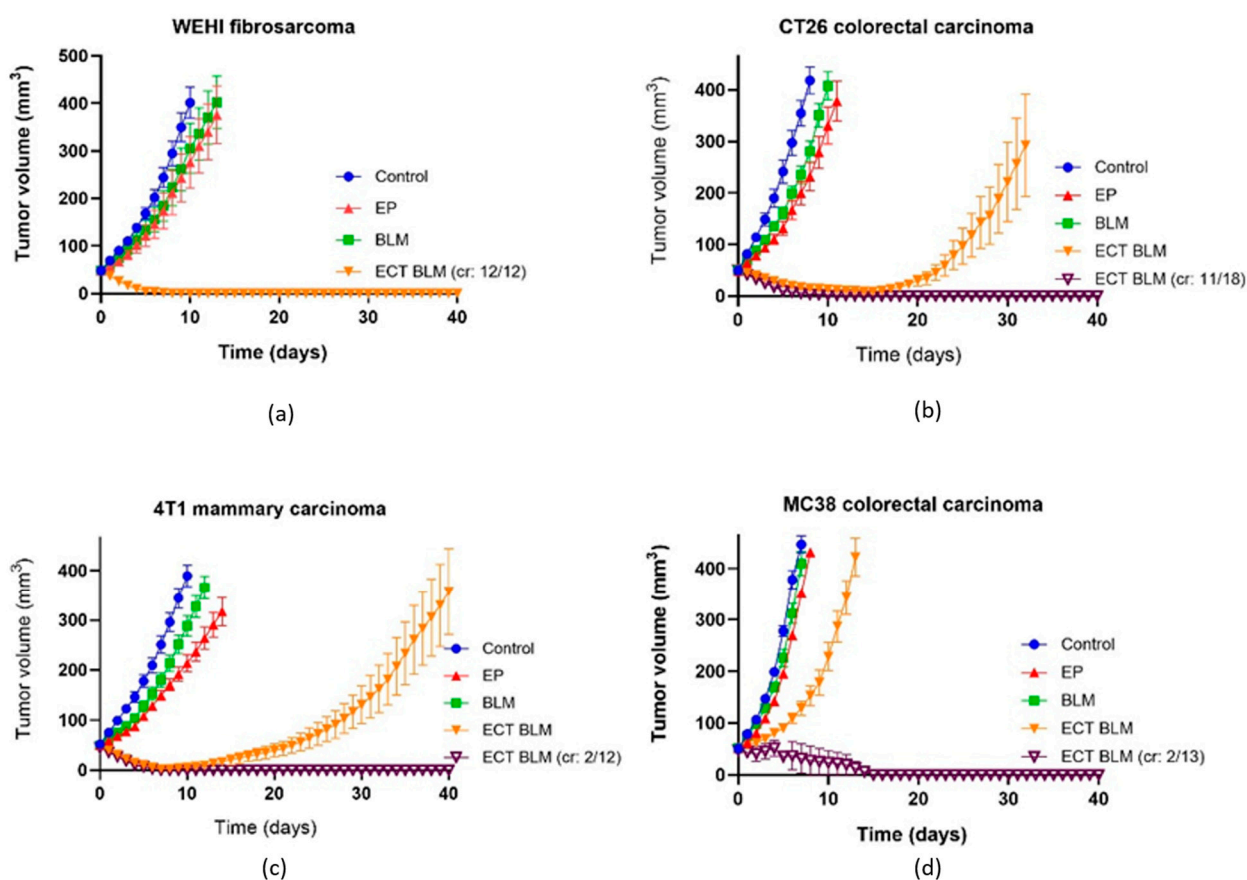 WEHI fibrosarcoma
Tumor volume (mm³)
500
400
300
200
100
0
0 10 20 30 40
Time (days)
Control
EP
BLM
ECT BLM (cr: 12/12)
(a)
CT26 colorectal carcinoma
Tumor volume (mm³)
400
300
200
100
0
0 10 20 30 40
Time (days)
Control
EP
BLM
ECT BLM
ECT BLM (cr: 11/18)
(b)
4T1 mammary carcinoma
Tumor volume (mm³)
400
300
200
100
0
0 10 20 30 40
Time (days)
Control
EP
BLM
ECT BLM
ECT BLM (cr: 2/12)
(c)
MC38 colorectal carcinoma
Tumor volume (mm³)
400
300
200
100
0
0 10 20 30 40
Time (days)
Control
EP
BLM
ECT BLM
ECT BLM (cr: 2/13)
(d)